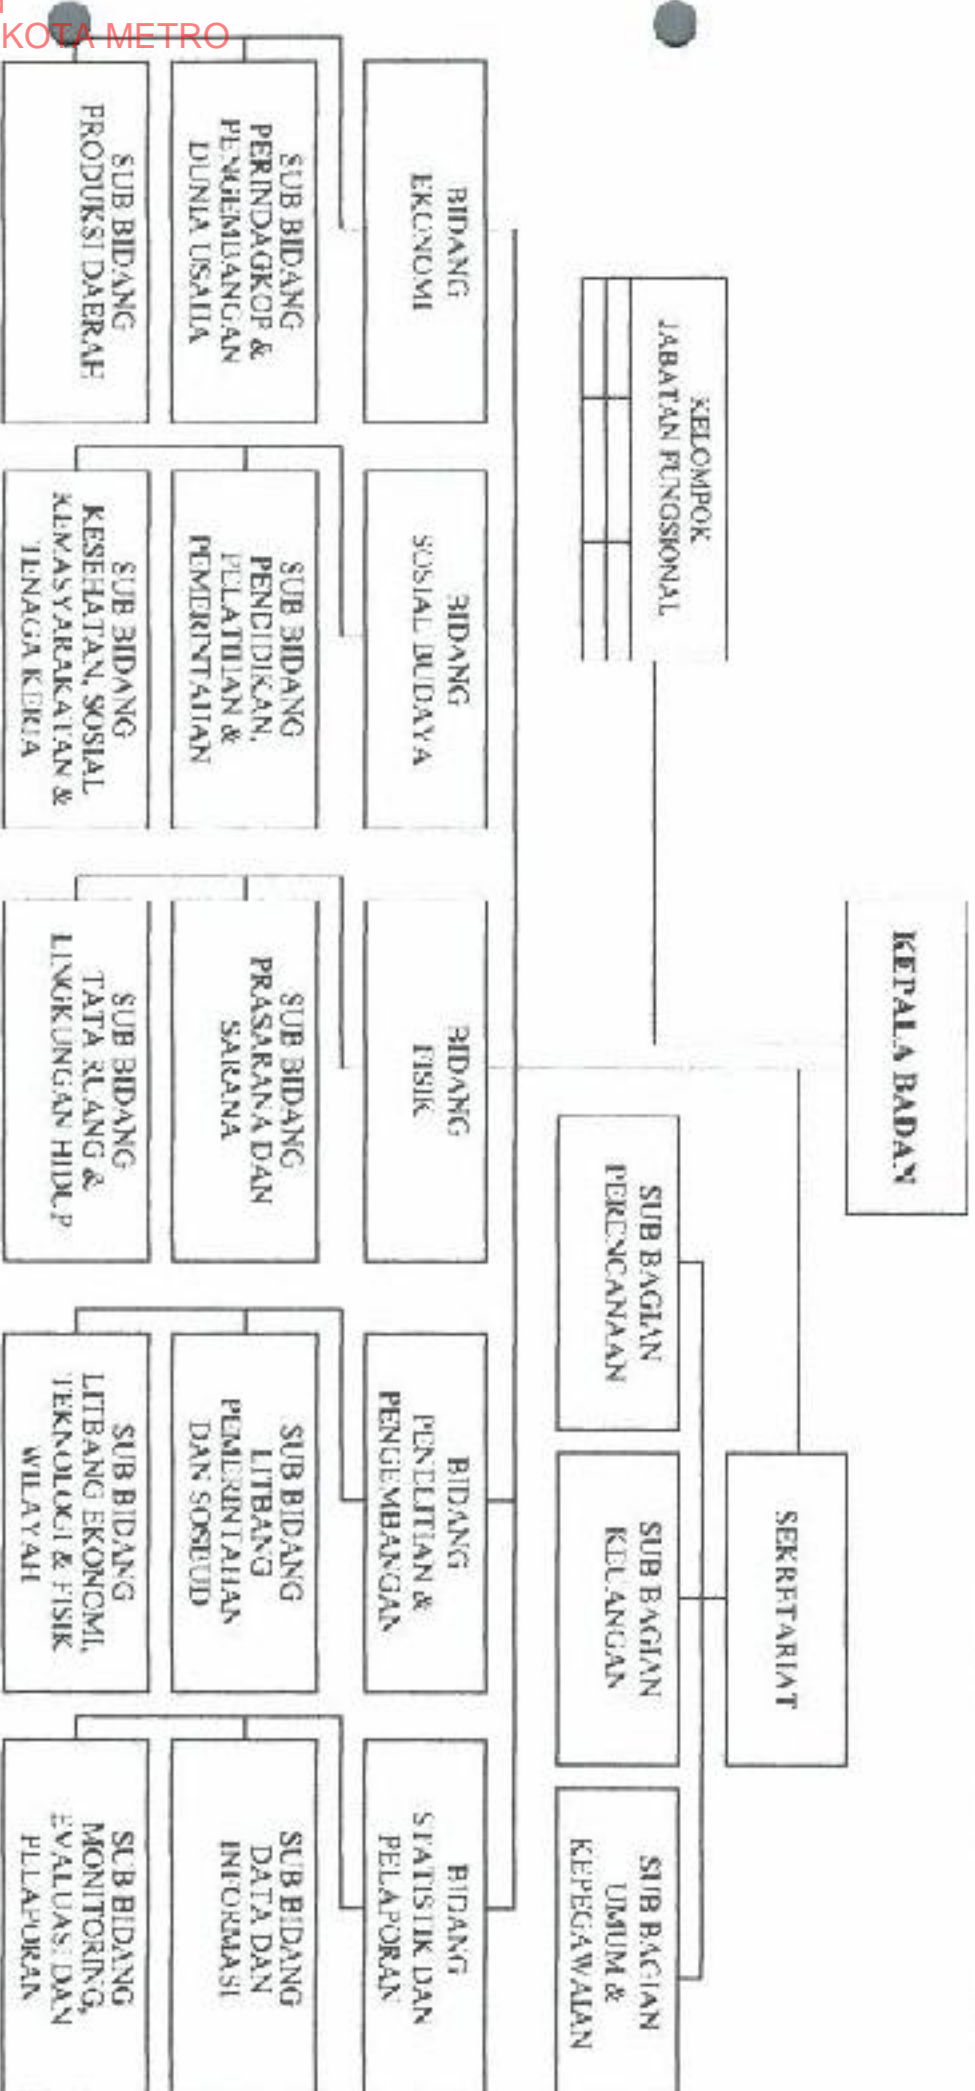 KOTA METRO
KEPALA BADAN
KELOMPOK
JABATAN FUNGSIONAL
SEKRETARIAT
SUB BAGIAN
PERENCANAAN
SUB BAGIAN
KEUANGAN
SUB BAGIAN
UMUM &
KEPEGAWAIAN
BIDANG
EKONOMI
BIDANG
SOSIAL BUDAYA
BIDANG
FISIK
BIDANG
PENELITIAN &
PENGEMBANGAN
BIDANG
STATISTIK DAN
PELAPORAN
SUB BIDANG
PERINDAGKOP &
PENGEMBANGAN
DUNIA USAHA
SUB BIDANG
PENDIDIKAN,
PELATIHAN &
PEMERINTAHAN
SUB BIDANG
PRASARANA DAN
SARANA
SUB BIDANG
LITBANG
PEMERINTAHAN
DAN SOSBUD
SUB BIDANG
DATA DAN
INFORMASI
SUB BIDANG
PRODUKSI DAERAH
SUB BIDANG
KESEHATAN, SOSIAL
KEMASYARAKATAN &
TENAGA KERJA
SUB BIDANG
TATA RUANG &
LINGKUNGAN HIDUP
SUB BIDANG
LITBANG EKONOMI,
TEKNOLOGI & FISIK
WILAYAH
SUB BIDANG
MONITORING,
EVALUASI DAN
PELAPORAN